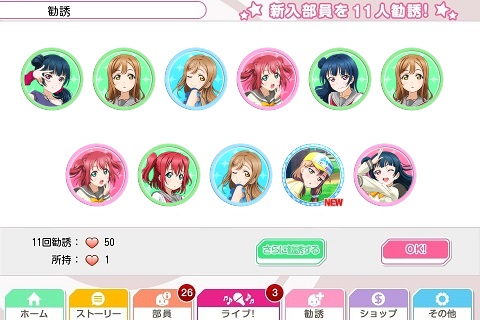 勧誘
新入部員を11人勧誘!
NEW
11回勧誘: 50
所持: 1
さらに勧誘する
OK!
26
3
ホーム
ストーリー
部員
ライブ!
勧誘
ショップ
その他